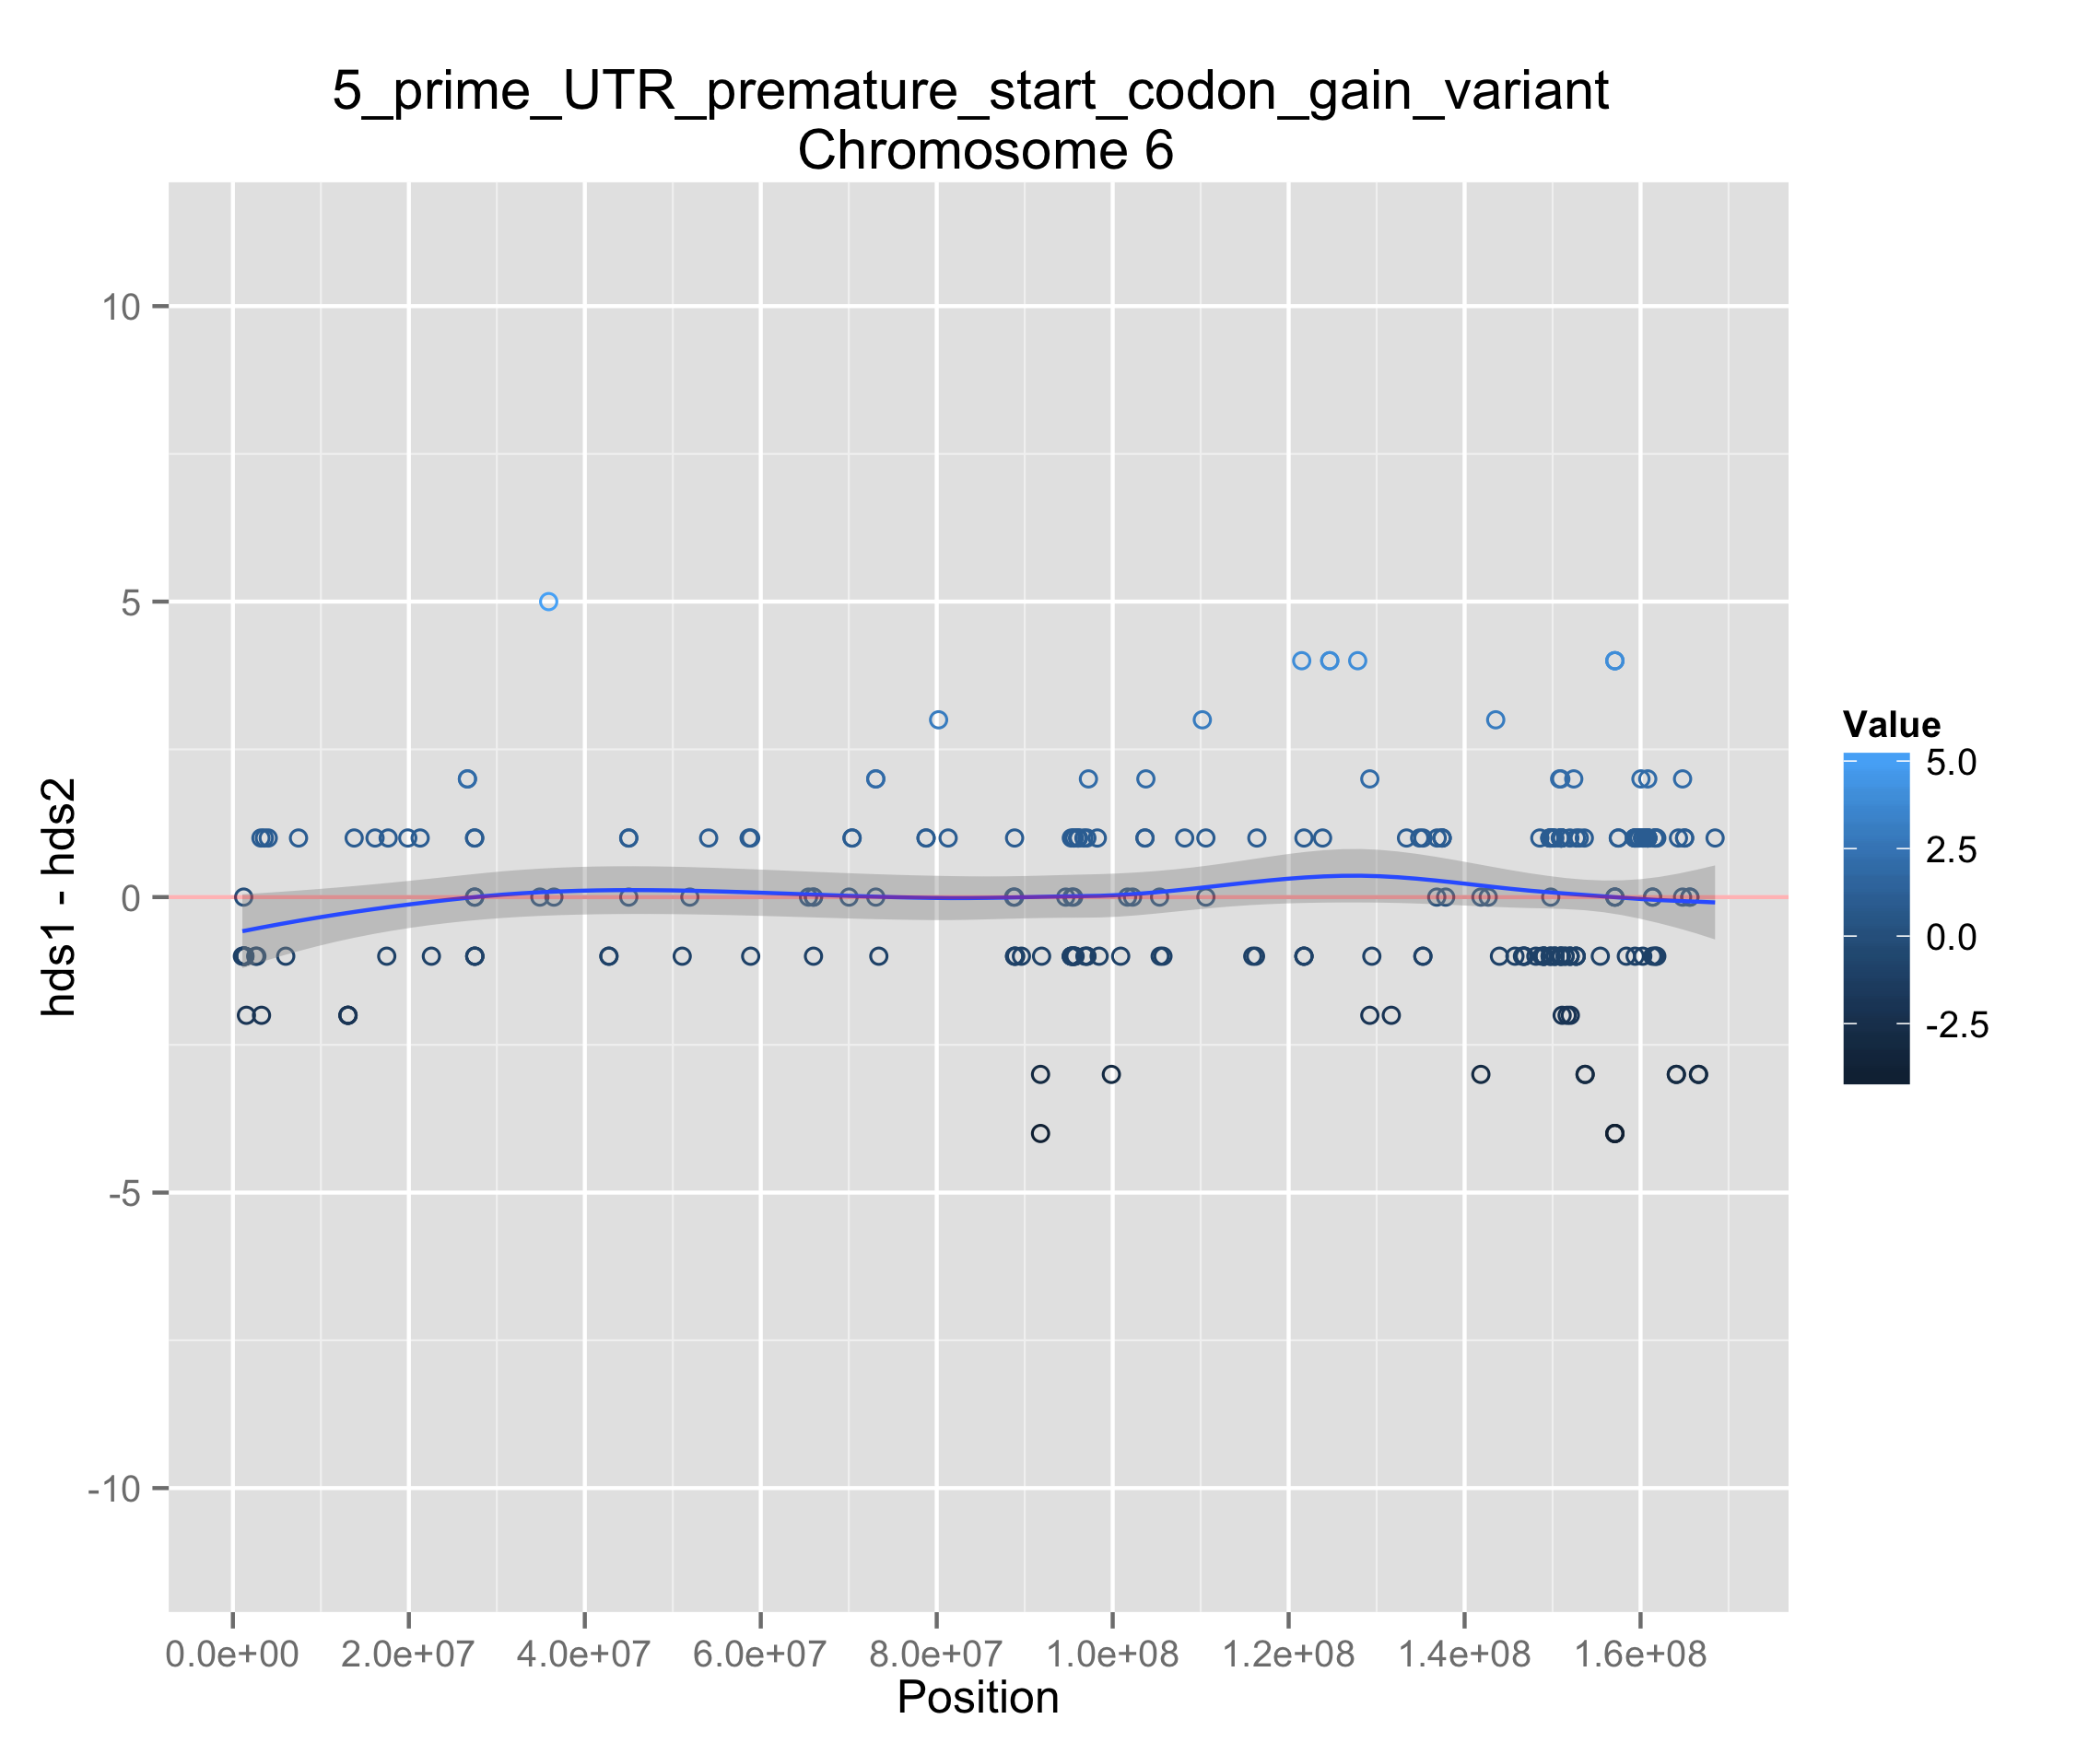 5_prime_UTR_premature_start_codon_gain_variant
Chromosome 6
10
5
0
-5
-10
hds1 - hds2
0.0e+00 2.0e+07 4.0e+07 6.0e+07 8.0e+07 1.0e+08 1.2e+08 1.4e+08 1.6e+08
Position
Value
5.0
2.5
0.0
-2.5